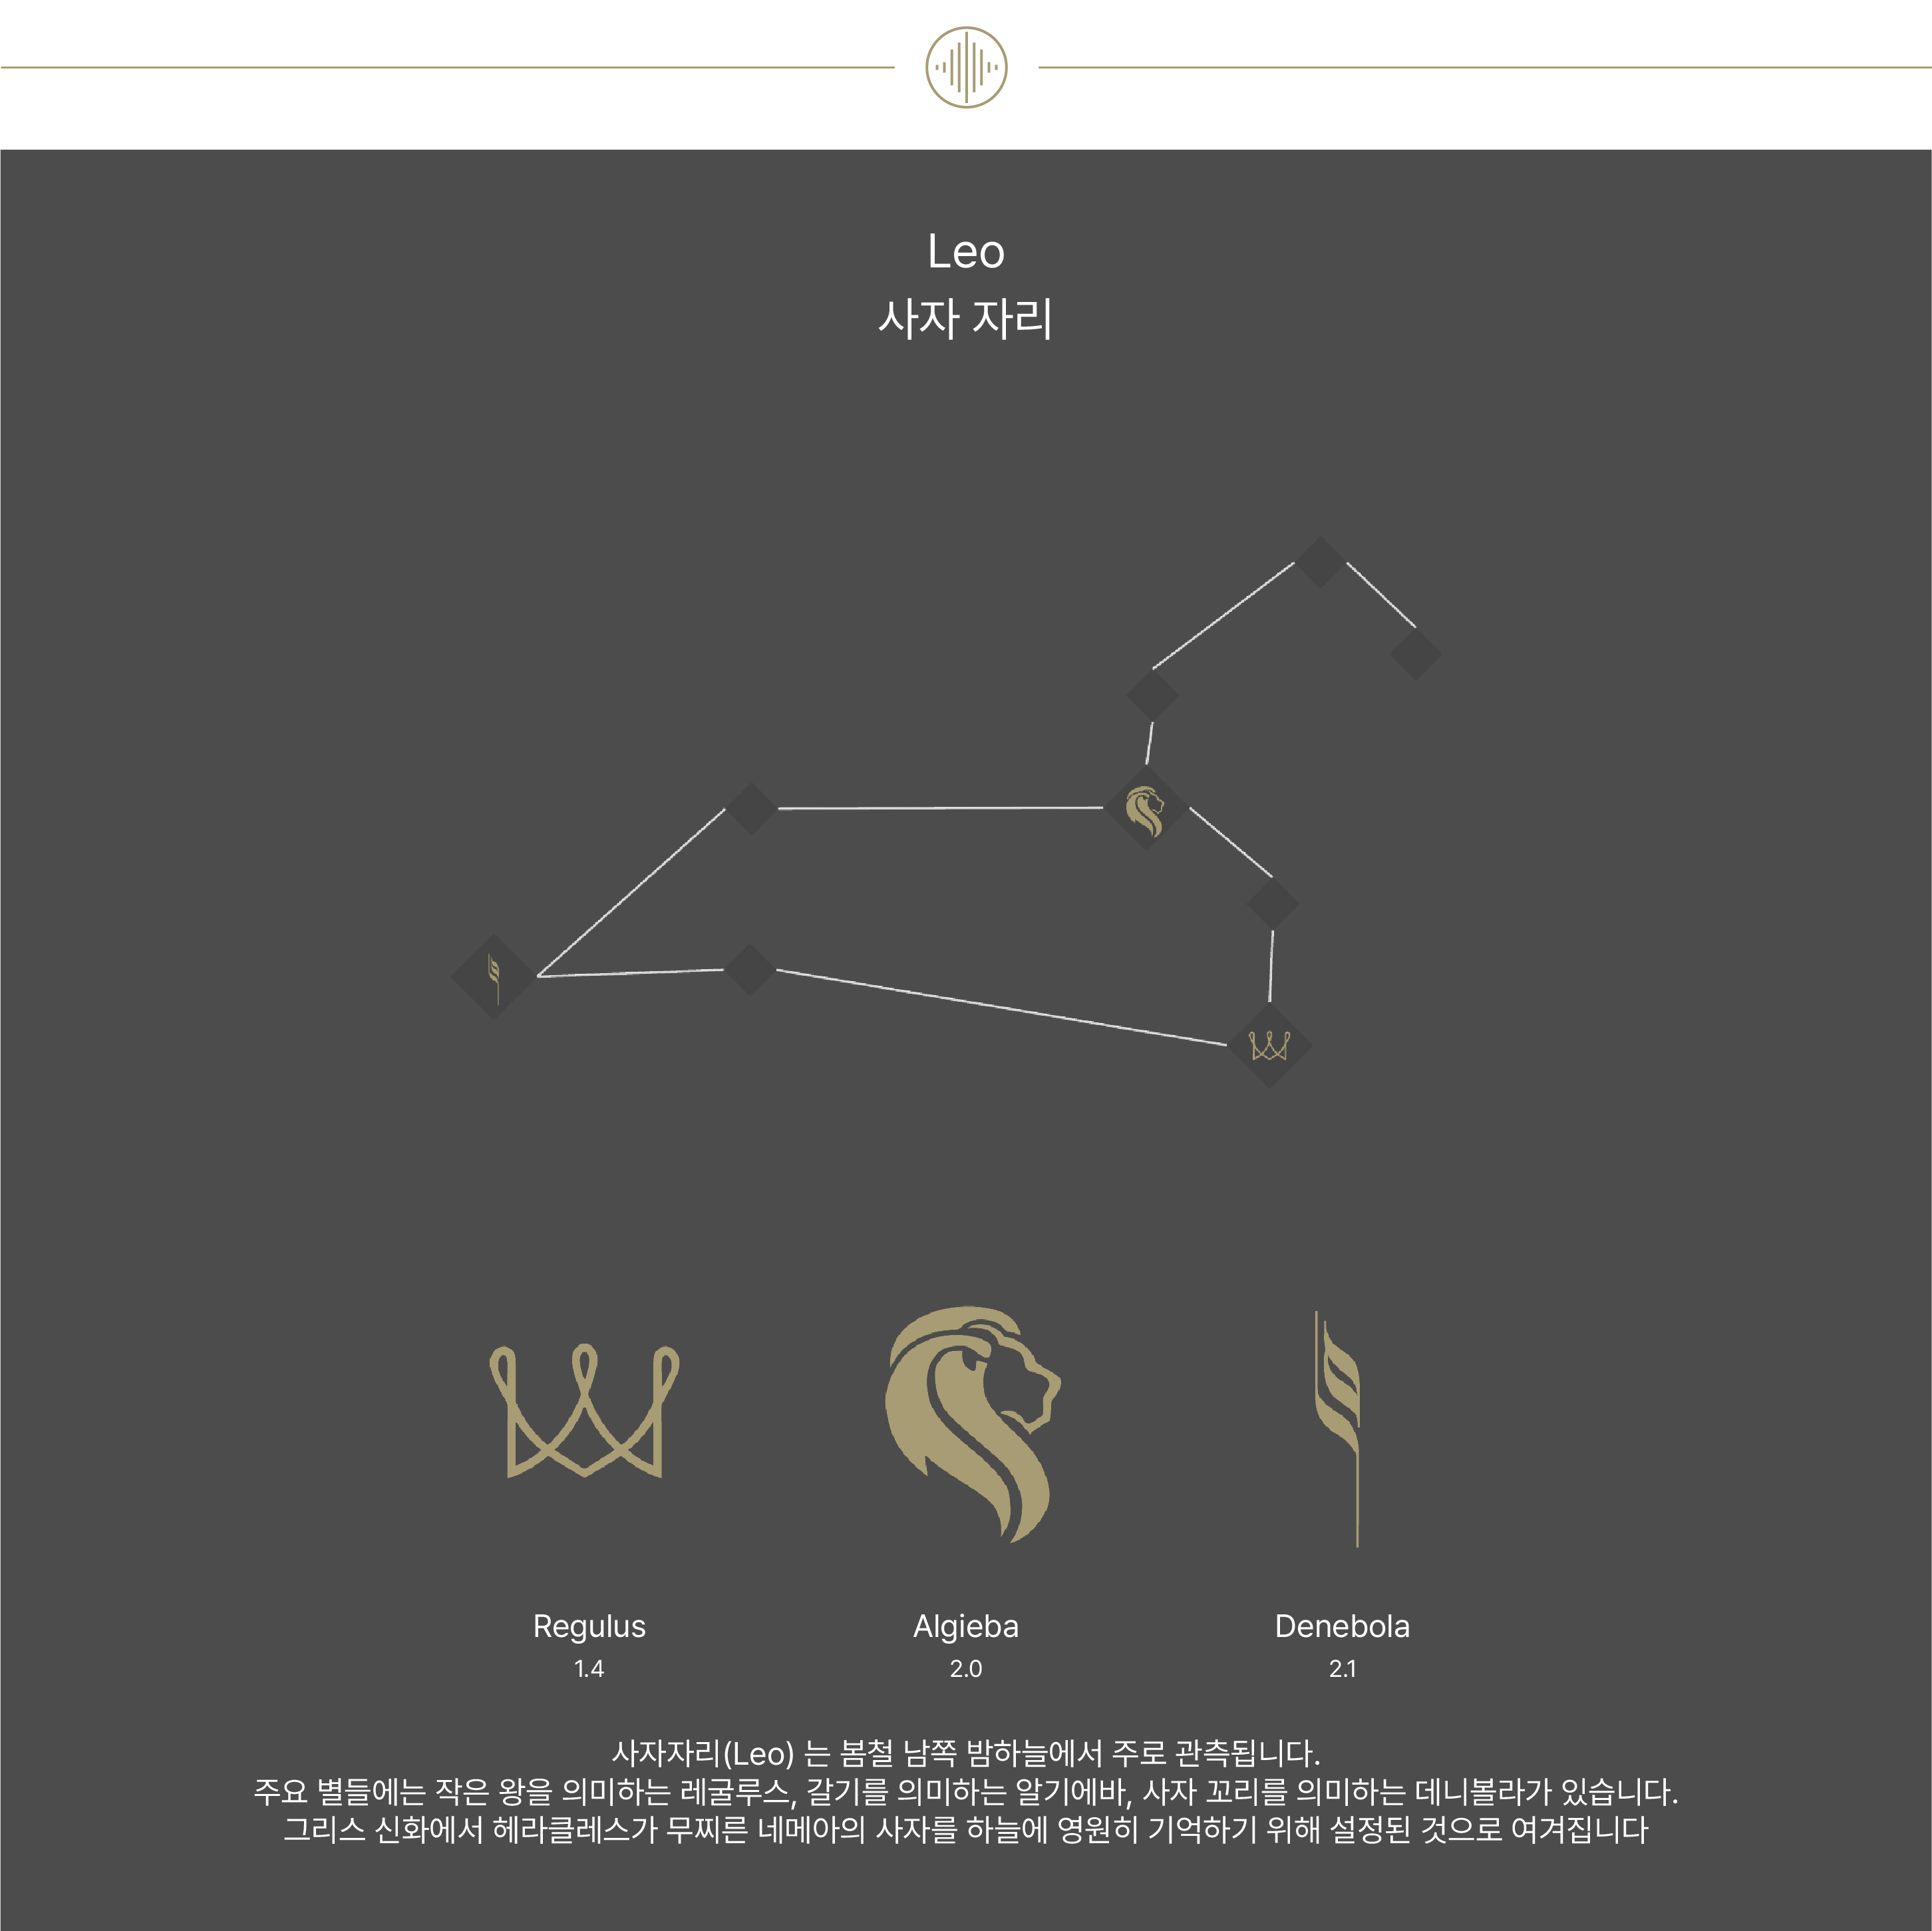 Leo
사자 자리
Regulus
Algieba
Denebola
1.4
2.0
2.1
사자자리(Leo) 는 봄철 남쪽 밤하늘에서 주로 관측됩니다.
주요 별들에는 작은 왕을 의미하는 레굴루스, 갈기를 의미하는 알기에바, 사자 꼬리를 의미하는 데니볼라가 있습니다.
그리스 신화에서 헤라클레스가 무찌른 네메아의 사자를 하늘에 영원히 기억하기 위해 설정된 것으로 여겨집니다